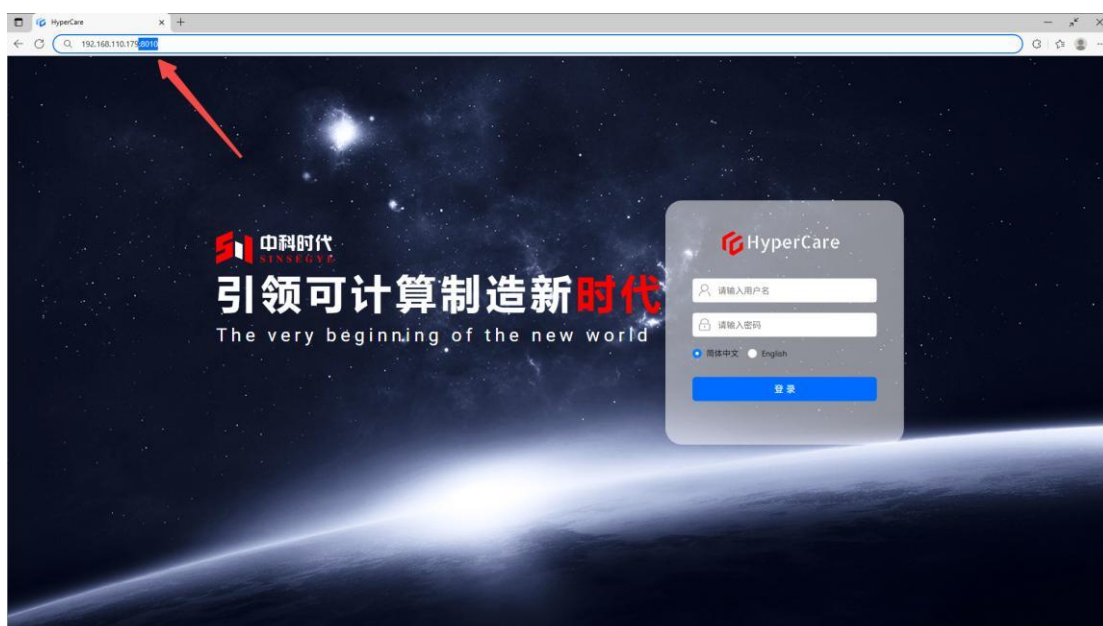 HyperCare
192.168.110.179:8010
中科时代
SINSEGYE
引领可计算制造新时代
The very beginning of the new world
HyperCare
请输入用户名
请输入密码
简体中文 English
登录